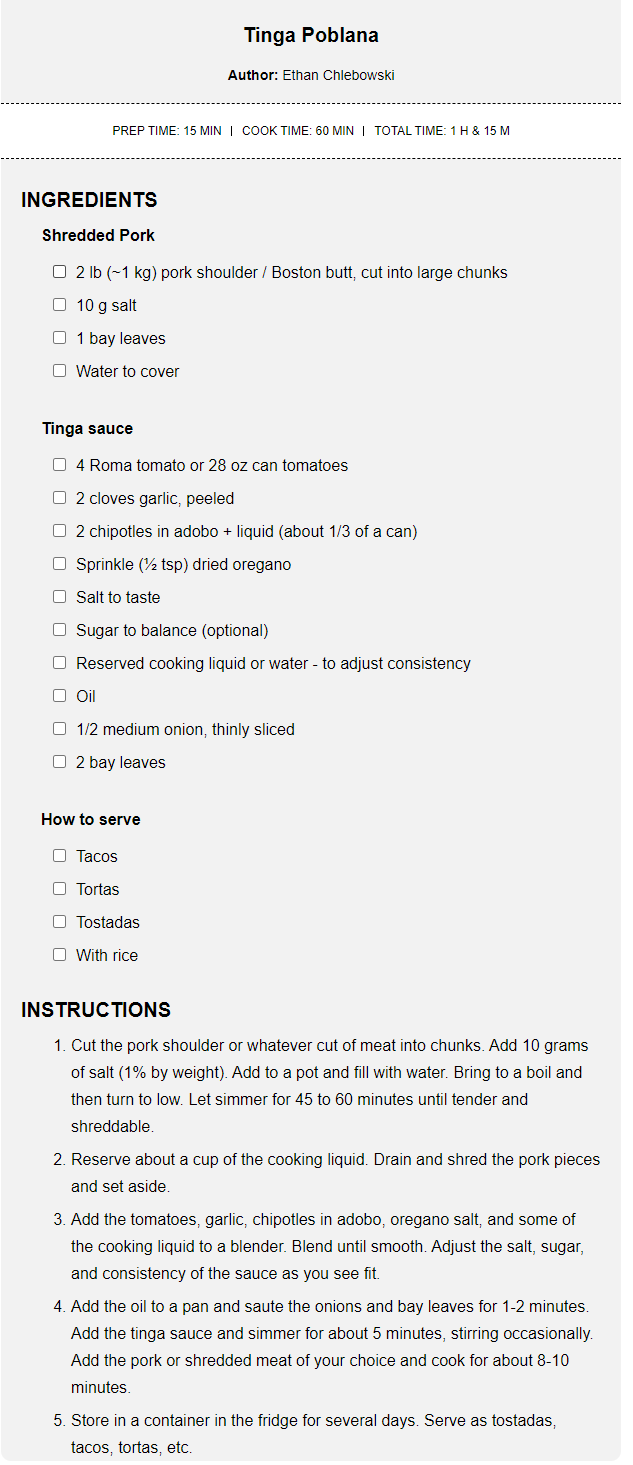 Tinga Poblana
Author: Ethan Chlebowski
PREP TIME: 15 MIN | COOK TIME: 60 MIN | TOTAL TIME: 1 H & 15 M
INGREDIENTS
Shredded Pork
2 lb (~1 kg) pork shoulder / Boston butt, cut into large chunks
10 g salt
1 bay leaves
Water to cover
Tinga sauce
4 Roma tomato or 28 oz can tomatoes
2 cloves garlic, peeled
2 chipotles in adobo + liquid (about 1/3 of a can)
Sprinkle (½ tsp) dried oregano
Salt to taste
Sugar to balance (optional)
Reserved cooking liquid or water - to adjust consistency
Oil
1/2 medium onion, thinly sliced
2 bay leaves
How to serve
Tacos
Tortas
Tostadas
With rice
INSTRUCTIONS
1. Cut the pork shoulder or whatever cut of meat into chunks. Add 10 grams
of salt (1% by weight). Add to a pot and fill with water. Bring to a boil and
then turn to low. Let simmer for 45 to 60 minutes until tender and
shreddable.
2. Reserve about a cup of the cooking liquid. Drain and shred the pork pieces
and set aside.
3. Add the tomatoes, garlic, chipotles in adobo, oregano salt, and some of
the cooking liquid to a blender. Blend until smooth. Adjust the salt, sugar,
and consistency of the sauce as you see fit.
4. Add the oil to a pan and saute the onions and bay leaves for 1-2 minutes.
Add the tinga sauce and simmer for about 5 minutes, stirring occasionally.
Add the pork or shredded meat of your choice and cook for about 8-10
minutes.
5. Store in a container in the fridge for several days. Serve as tostadas,
tacos, tortas, etc.